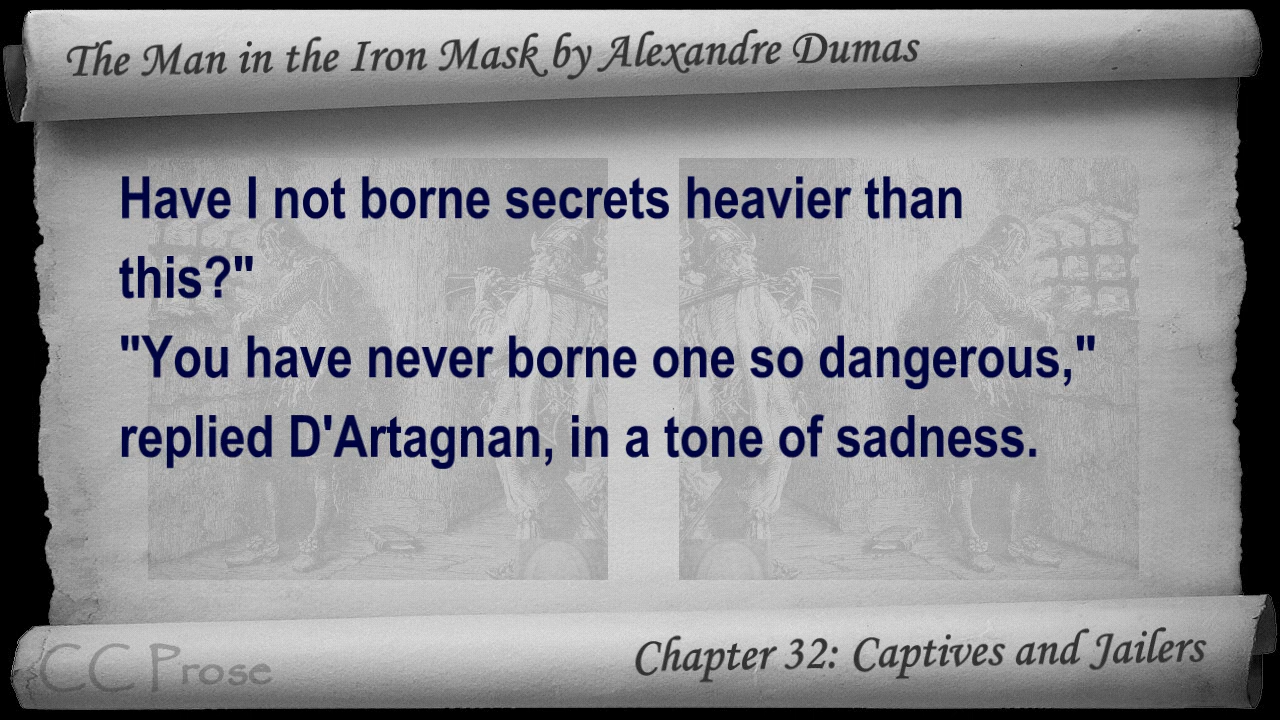 The Man in the Iron Mask by Alexandre Dumas
Have I not borne secrets heavier than
this?"
"You have never borne one so dangerous,"
replied D'Artagnan, in a tone of sadness.
CC Prose
Chapter 32: Captives and Jailers